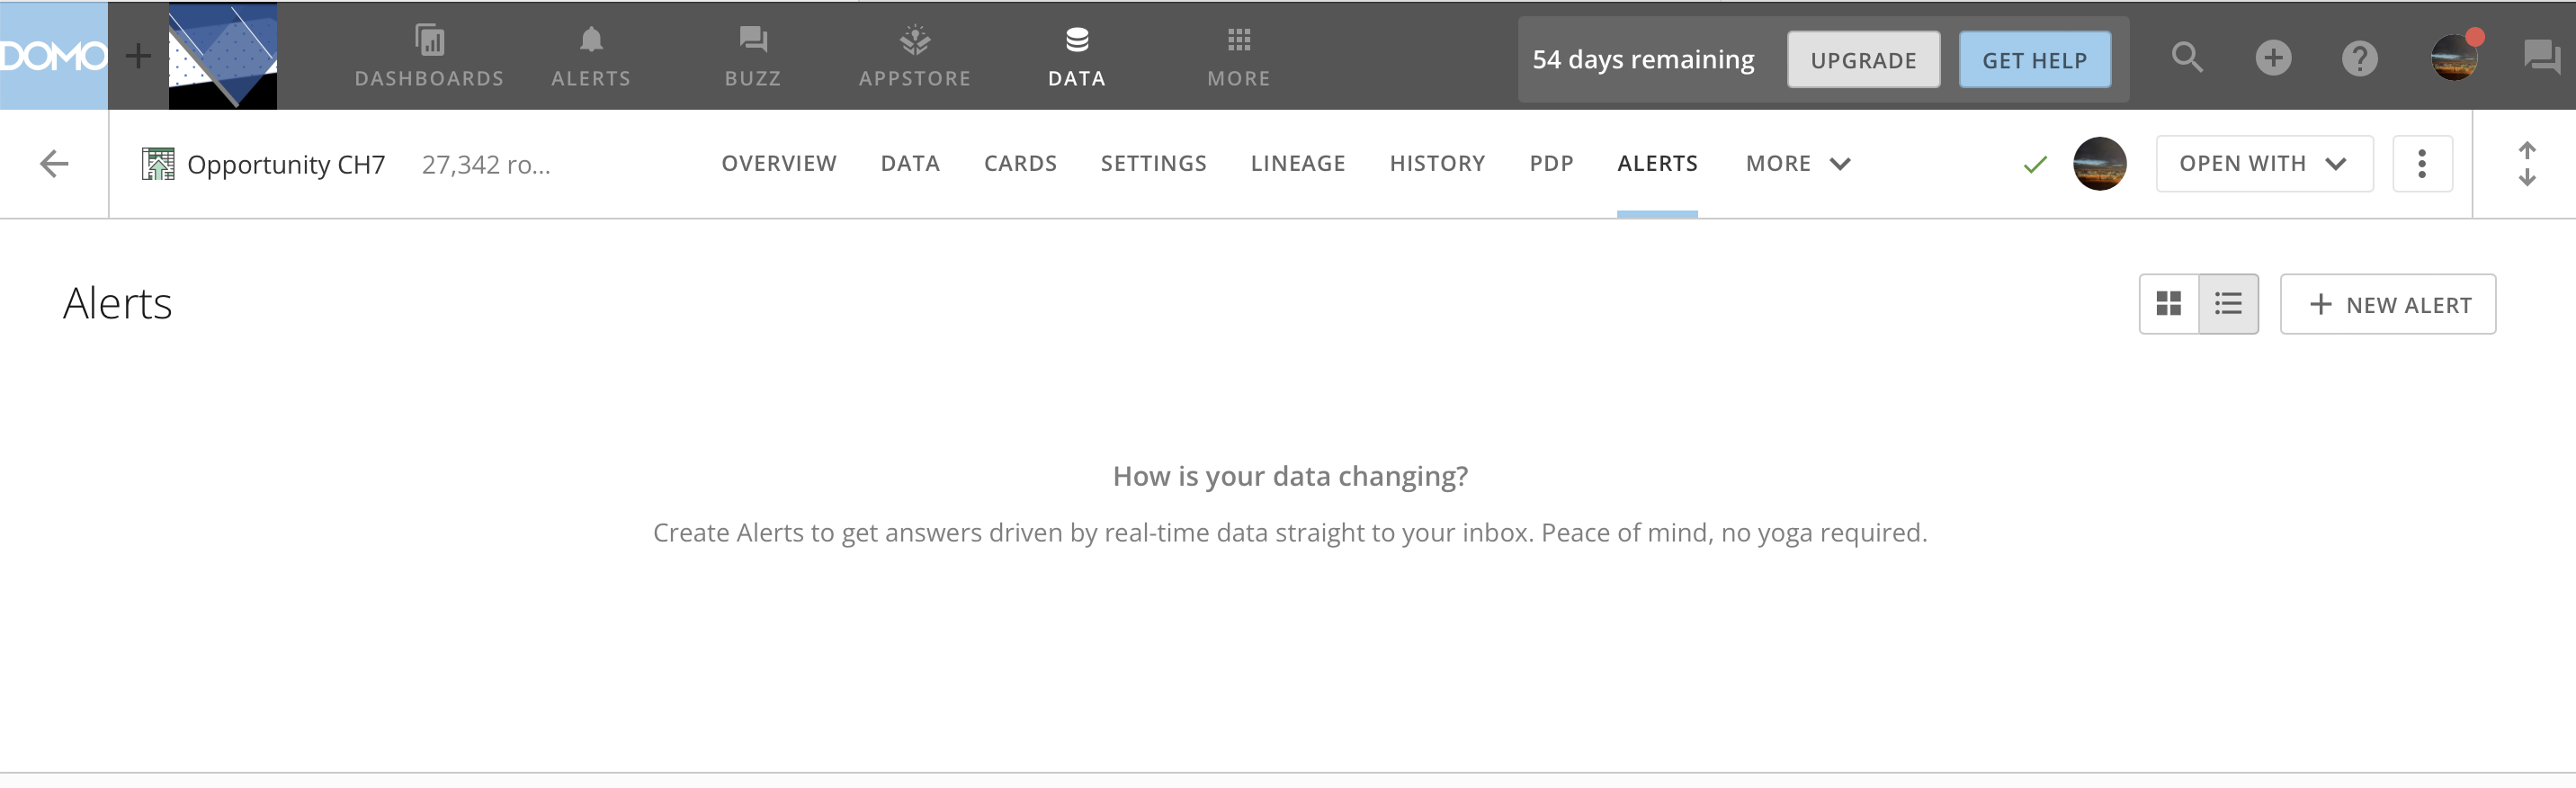 DOMO
DASHBOARDS
ALERTS
BUZZ
APPSTORE
DATA
MORE
54 days remaining
UPGRADE
GET HELP
Opportunity CH7
27,342 ro...
OVERVIEW
DATA
CARDS
SETTINGS
LINEAGE
HISTORY
PDP
ALERTS
MORE
OPEN WITH
Alerts
NEW ALERT
How is your data changing?
Create Alerts to get answers driven by real-time data straight to your inbox. Peace of mind, no yoga required.